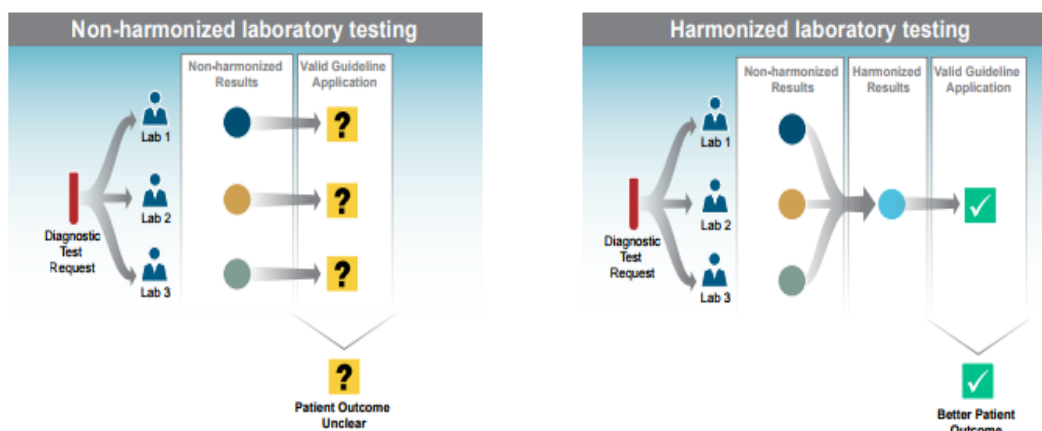 Non-harmonized laboratory testing
Non-harmonized
Results
Valid Guideline
Application
Lab 1
?
Lab 2
?
Diagnostic
Test
Request
Lab 3
?
?
Patient Outcome
Unclear
Harmonized laboratory testing
Non-harmonized
Results
Harmonized
Results
Valid Guideline
Application
Lab 1
Lab 2
Diagnostic
Test
Request
Lab 3
Better Patient
Outcome